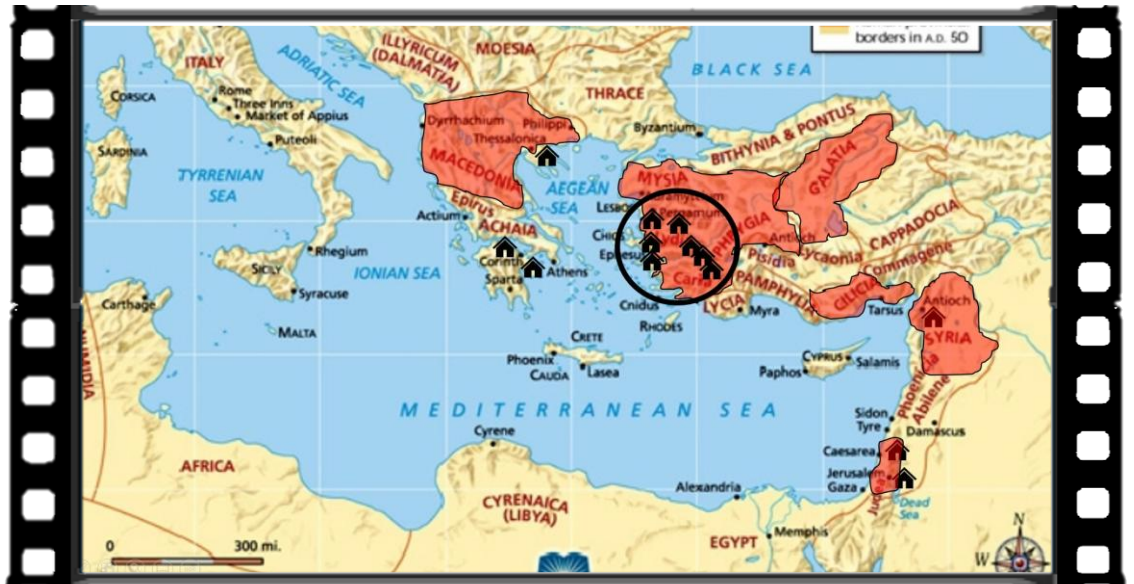 borders in A.D. 50
ITALY
ADRIATIC SEA
ILLYRICUM
(DALMATIA)
MOESIA
BLACK SEA
CORSICA
Rome
Three Inns
Market of Appius
Puteoli
THRACE
Dyrrhachium
Philippi
Thessalonica
Byzantium
BITHYNIA & PONTUS
SARDINIA
TYRRENIAN
SEA
MACEDONIA
AEGEAN
SEA
MYSIA
GALATIA
Pergamum
PHRYGIA
CAPPADOCIA
Epirus
Actium
ACHAIA
Antioch
Lycaonia
Commagene
Pisidia
Rhegium
SICILY
IONIAN SEA
Corinth
Athens
Sparta
Ephesus
Caria
PAMPHYLIA
CILICIA
Tarsus
Antioch
Carthage
Syracuse
Cnidus
LYCIA
Myra
SYRIA
MALTA
RHODES
CRETE
Phoenix
CAUDA
Lasea
CYPRUS
Salamis
Paphos
Phoenicia
Abilene
MEDITERRANEAN SEA
Sidon
Tyre
Damascus
Cyrene
Caesarea
Jerusalem
Gaza
Dead
Sea
AFRICA
CYRENAICA
(LIBYA)
Alexandria
EGYPT
Memphis
0 300 mi.
N
W